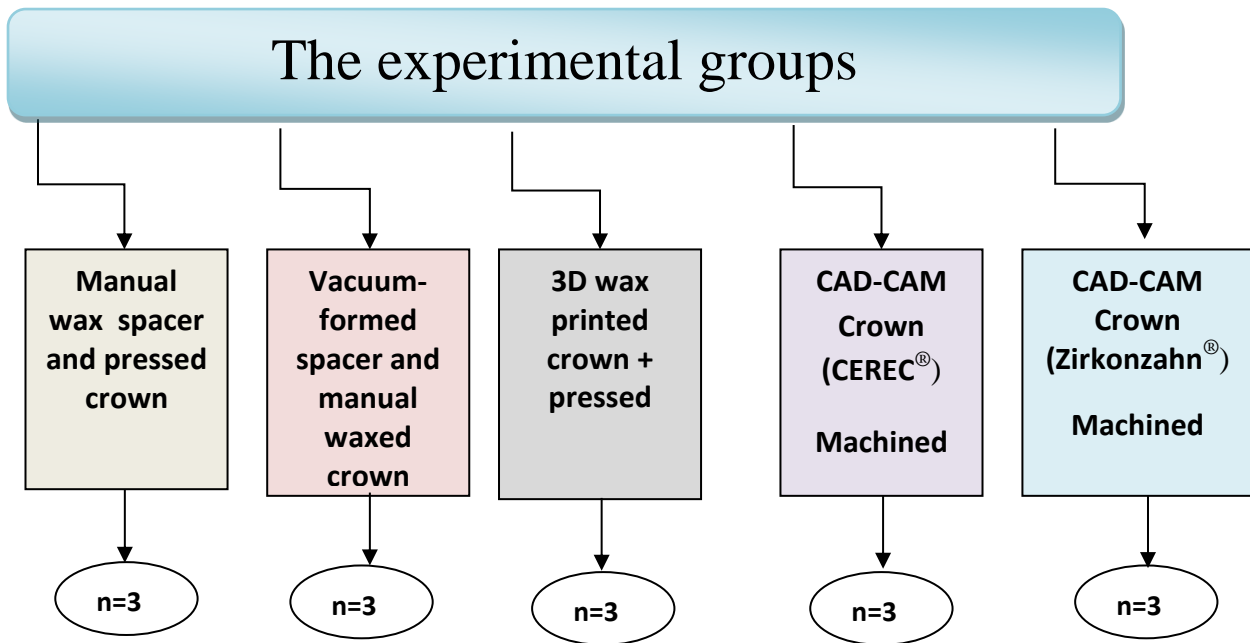 The experimental groups
Manual
wax spacer
and pressed
crown
Vacuum-
formed
spacer and
manual
waxed
crown
3D wax
printed
crown +
pressed
CAD-CAM
Crown
(CEREC®)
Machined
CAD-CAM
Crown
(Zirkonzahn®)
Machined
n=3
n=3
n=3
n=3
n=3